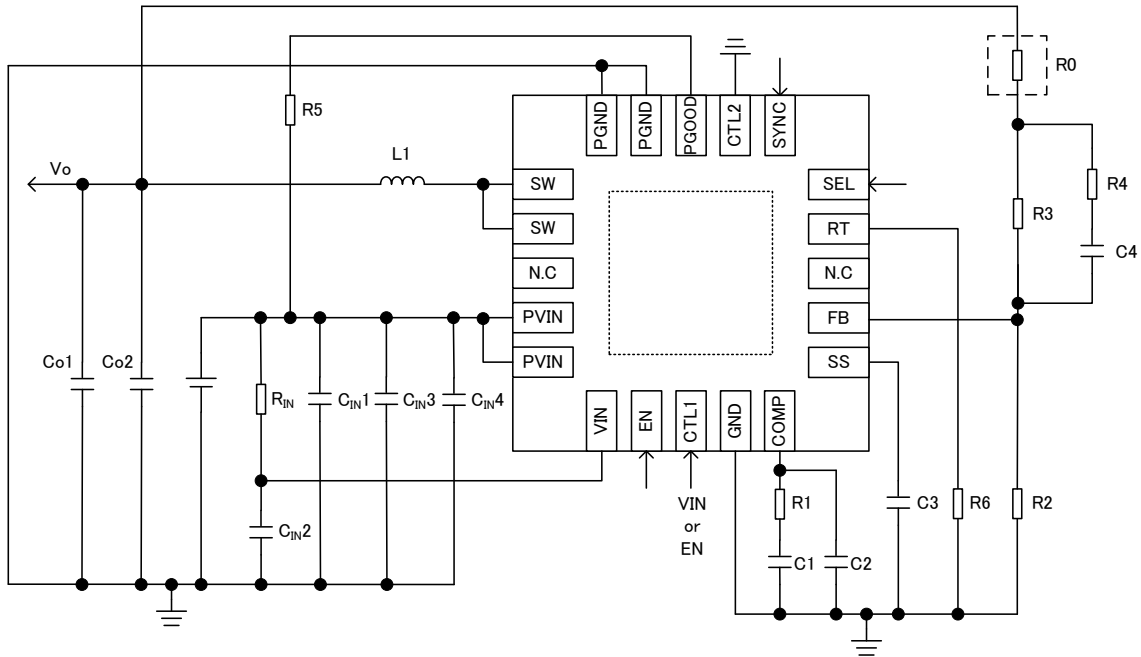 R0
R5
PGND
PGND
PGOOD
CTL2
SYNC
L1
Vo
SW
SEL
R4
SW
RT
R3
C4
N.C
N.C
PVIN
FB
Co1
Co2
PVIN
SS
RIN
CIN1
CIN3
CIN4
VIN
EN
CTL1
GND
COMP
CIN2
VIN
or
EN
R1
C3
R6
R2
C1
C2